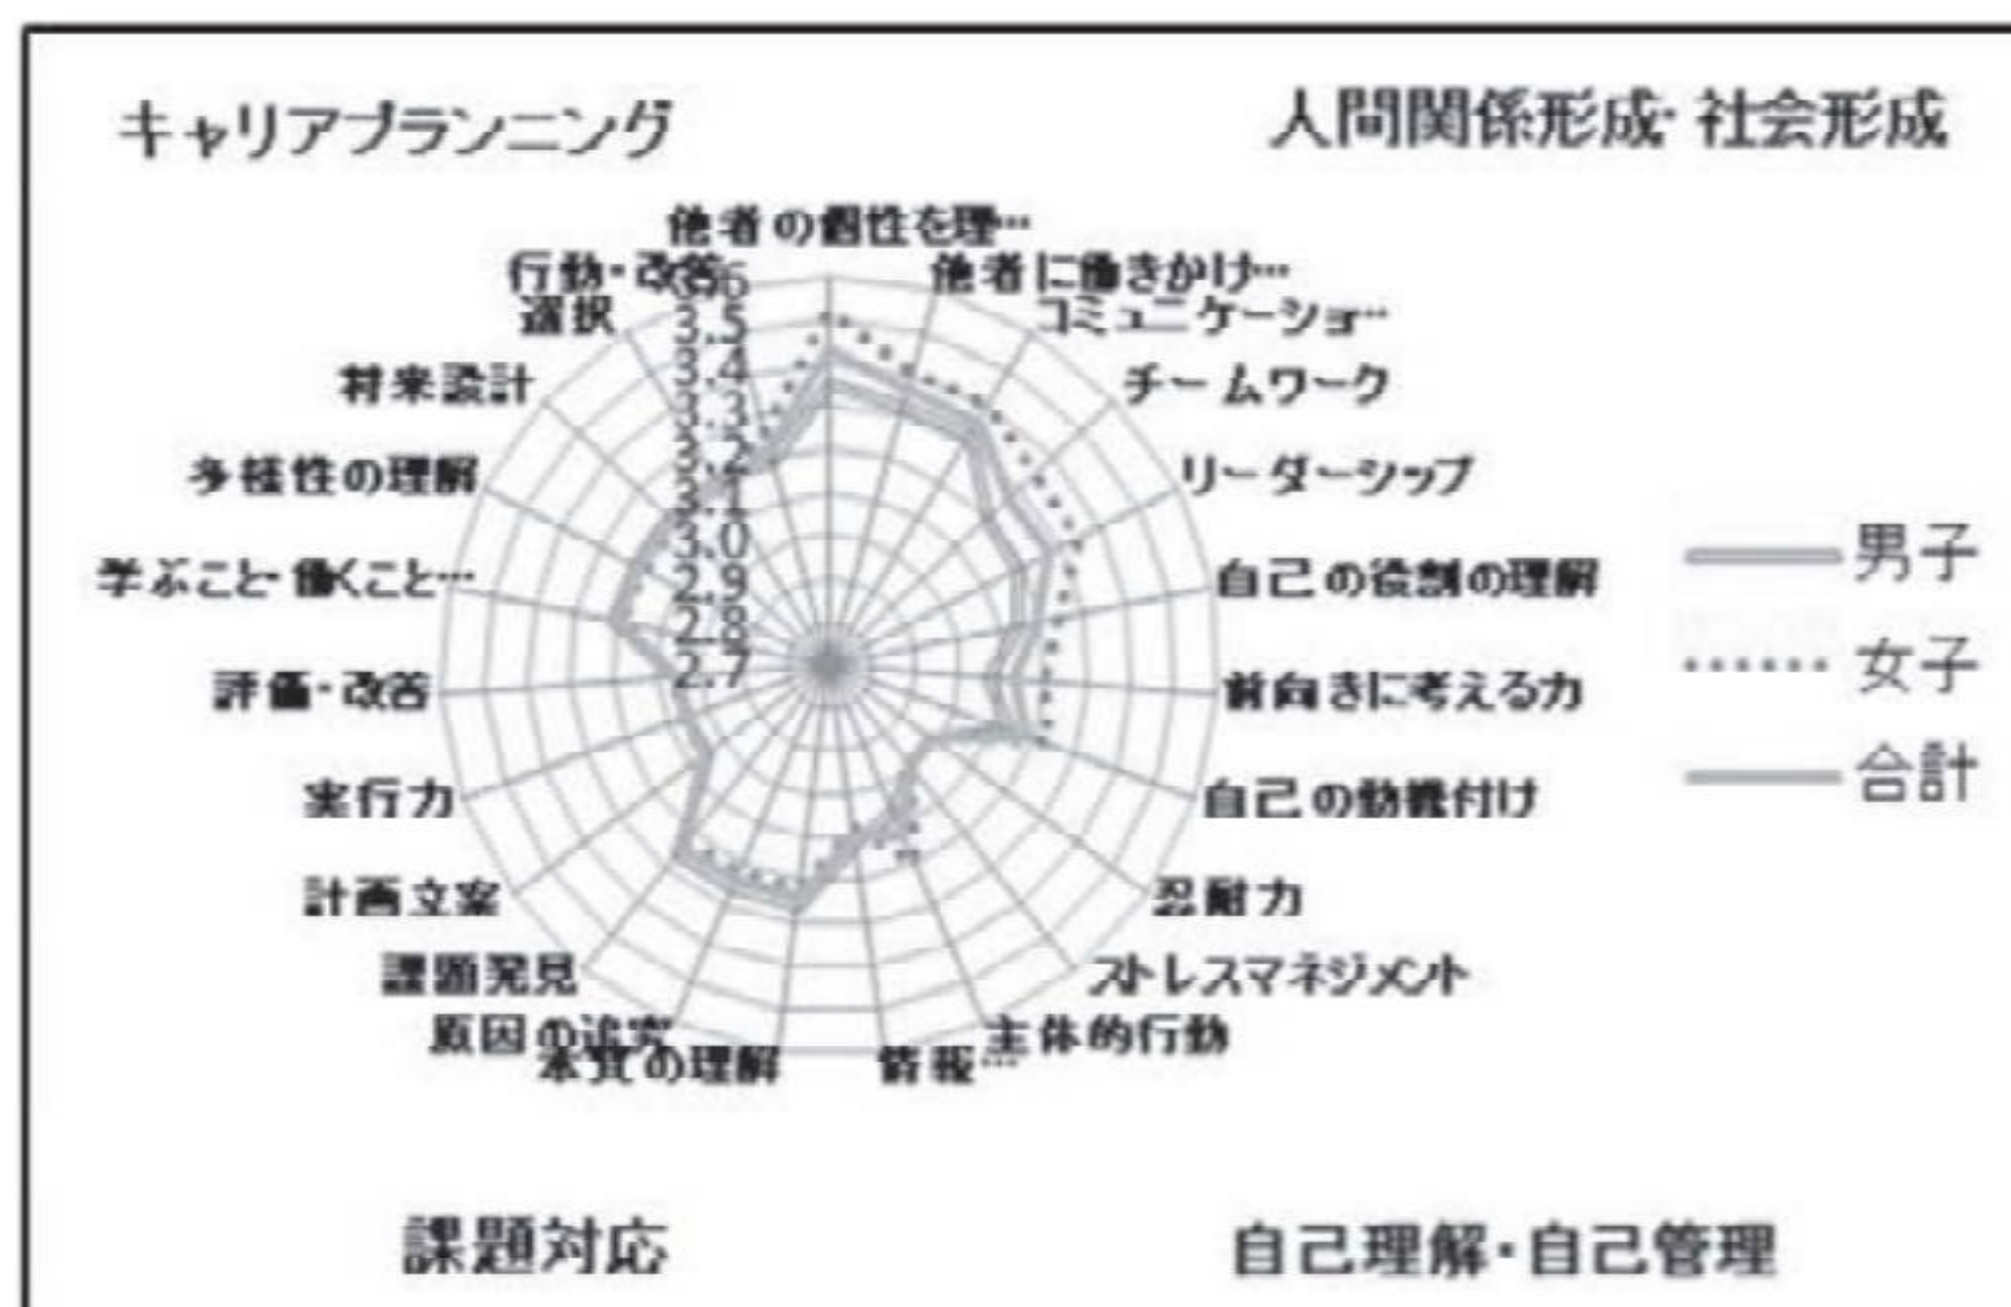 キャリアプランニング
人間関係形成・社会形成
他者の個性を理…
他者に働きかけ…
コミュニケーショ…
チームワーク
リーダーシップ
自己の役割の理解
前向きに考える力
自己の動機付け
忍耐力
ストレスマネジメント
主体的行動
情報…
本質の理解
原因の追究
課題発見
計画立案
実行力
評価・改善
学ぶこと・働くこと…
多様性の理解
将来設計
選択
行動・改善
3.6
3.5
3.4
3.3
3.2
3.1
3.0
2.9
2.8
2.7
男子
女子
合計
課題対応
自己理解・自己管理